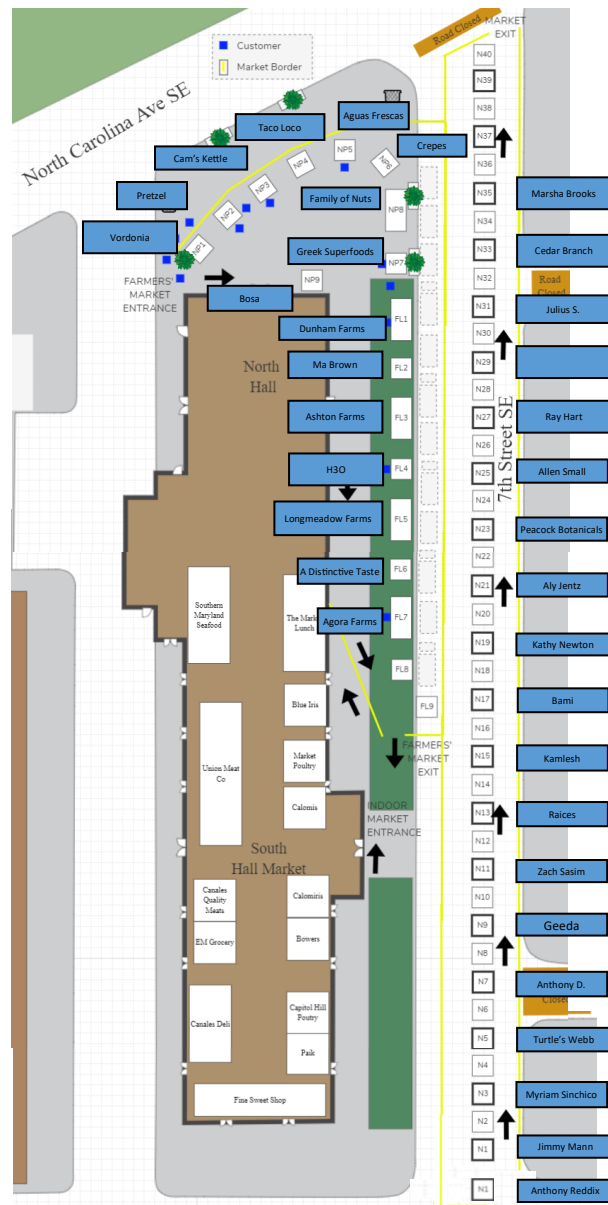 MARKET
EXIT
Road Closed
Customer
Market Border
North Carolina Ave SE
Aguas Frescas
Taco Loco
Crepes
Cam's Kettle
Pretzel
Vordonia
Family of Nuts
Greek Superfoods
FARMERS'
MARKET
ENTRANCE
Bosa
NP1
NP2
NP3
NP4
NP5
NP6
NP8
NP7
NP9
North
Hall
Dunham Farms
Ma Brown
Ashton Farms
H3O
Longmeadow Farms
A Distinctive Taste
Agora Farms
FL1
FL2
FL3
FL4
FL5
FL6
FL7
FL8
FL9
FARMERS'
MARKET
EXIT
INDOOR
MARKET
ENTRANCE
Southern
Maryland
Seafood
The Mark
Lunch
Blue Iris
Union Meat
Co
Market
Poultry
Calomis
South
Hall Market
Canales
Quality
Meats
Calomiris
EM Grocery
Bowers
Canales Deli
Capitol Hill
Poutry
Paik
Fine Sweet Shop
7th Street SE
N40
N39
N38
N37
N36
N35
N34
N33
N32
N31
N30
N29
N28
N27
N26
N25
N24
N23
N22
N21
N20
N19
N18
N17
N16
N15
N14
N13
N12
N11
N10
N9
N8
N7
N6
N5
N4
N3
N2
N1
N1
Marsha Brooks
Cedar Branch
Road
Closed
Julius S.
Ray Hart
Allen Small
Peacock Botanicals
Aly Jentz
Kathy Newton
Bami
Kamlesh
Raices
Zach Sasim
Geeda
Anthony D.
Closed
Turtle's Webb
Myriam Sinchico
Jimmy Mann
Anthony Reddix